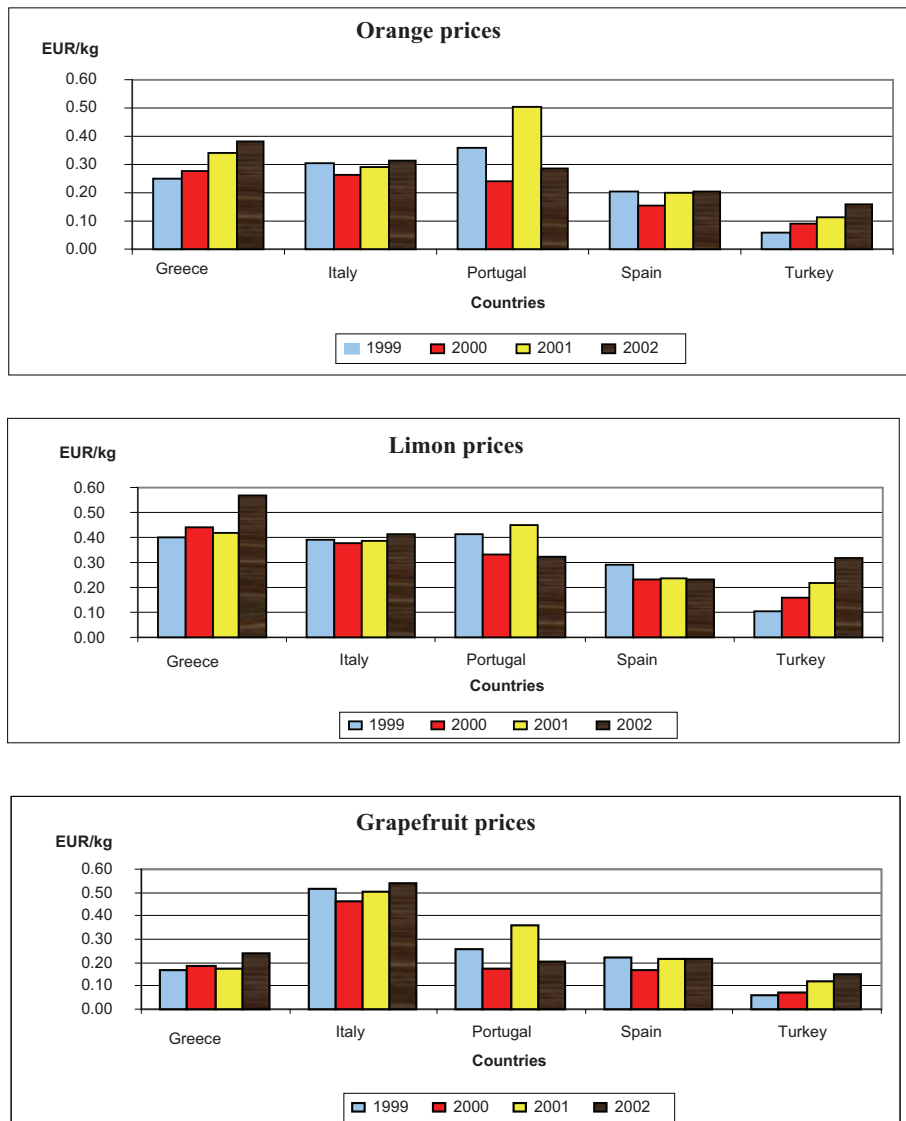 Orange prices
EUR/kg
0.60
0.50
0.40
0.30
0.20
0.10
0.00
Greece Italy Portugal Spain Turkey
Countries
1999 2000 2001 2002
Limon prices
EUR/kg
0.60
0.50
0.40
0.30
0.20
0.10
0.00
Greece Italy Portugal Spain Turkey
Countries
1999 2000 2001 2002
Grapefruit prices
EUR/kg
0.60
0.50
0.40
0.30
0.20
0.10
0.00
Greece Italy Portugal Spain Turkey
Countries
1999 2000 2001 2002